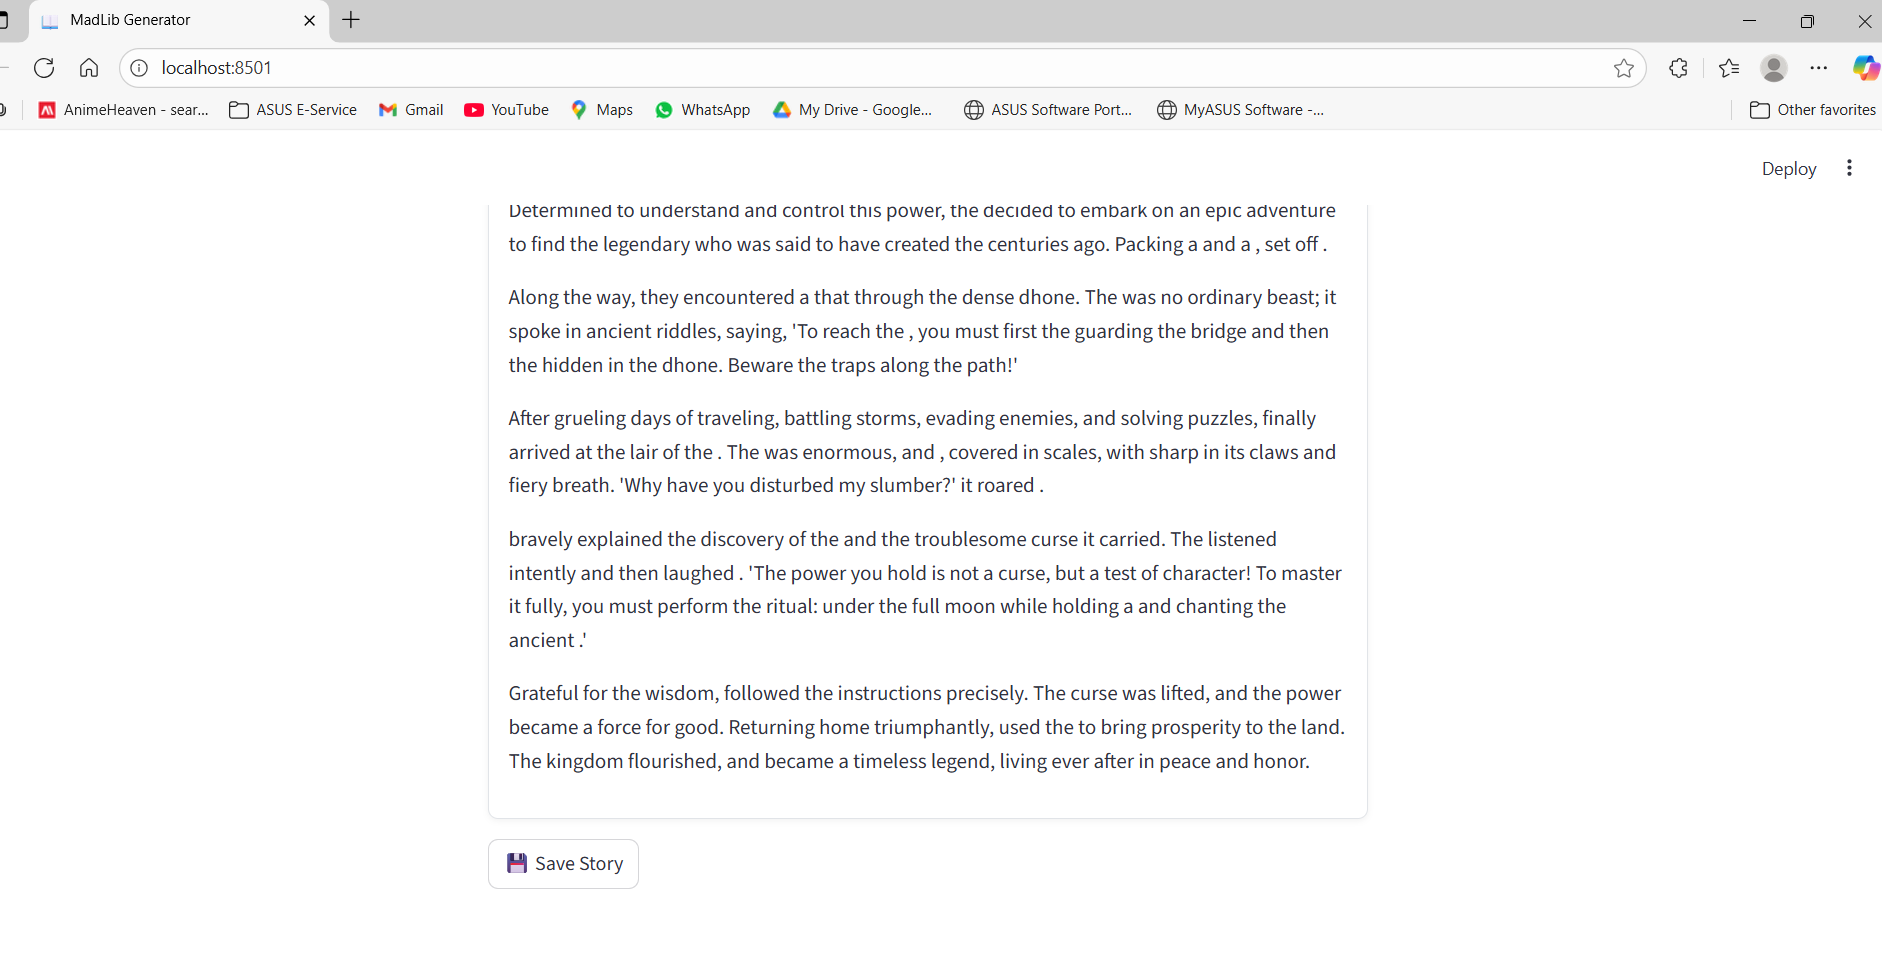 MadLib Generator
localhost:8501
AnimeHeaven - sear...
ASUS E-Service
Gmail
YouTube
Maps
WhatsApp
My Drive - Google...
ASUS Software Port...
MyASUS Software -...
Other favorites
Deploy
Determined to understand and control this power, the decided to embark on an epic adventure
to find the legendary who was said to have created the centuries ago. Packing a and a , set off .
Along the way, they encountered a that through the dense dhone. The was no ordinary beast; it
spoke in ancient riddles, saying, 'To reach the , you must first the guarding the bridge and then
the hidden in the dhone. Beware the traps along the path!'
After grueling days of traveling, battling storms, evading enemies, and solving puzzles, finally
arrived at the lair of the . The was enormous, and , covered in scales, with sharp in its claws and
fiery breath. 'Why have you disturbed my slumber?' it roared .
bravely explained the discovery of the and the troublesome curse it carried. The listened
intently and then laughed . 'The power you hold is not a curse, but a test of character! To master
it fully, you must perform the ritual: under the full moon while holding a and chanting the
ancient .'
Grateful for the wisdom, followed the instructions precisely. The curse was lifted, and the power
became a force for good. Returning home triumphantly, used the to bring prosperity to the land.
The kingdom flourished, and became a timeless legend, living ever after in peace and honor.
Save Story